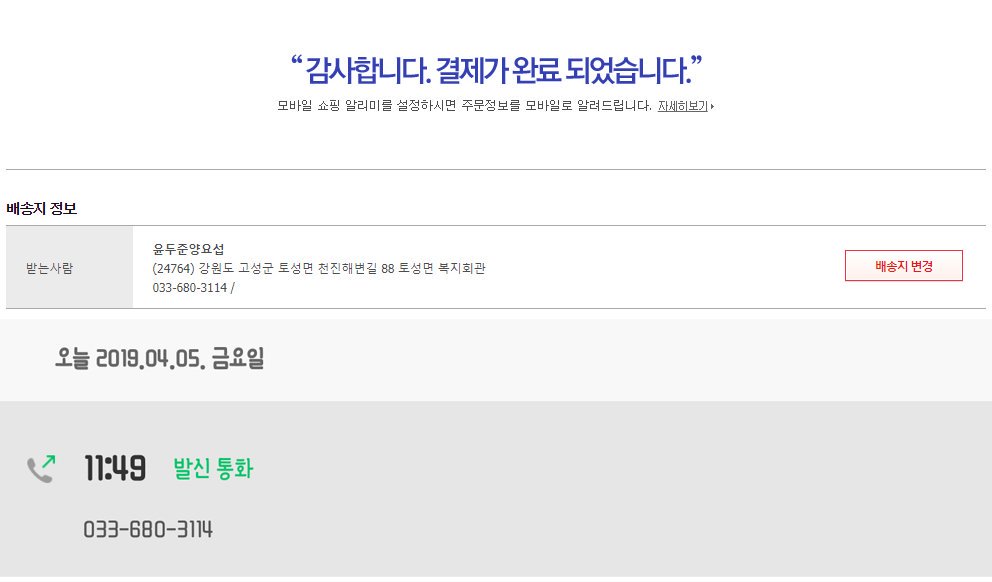 “감사합니다. 결제가 완료 되었습니다.”
모바일 쇼핑 알리미를 설정하시면 주문정보를 모바일로 알려드립니다. 자세히보기
배송지 정보
받는사람
윤두준양요섭
(24764) 강원도 고성군 토성면 천진해변길 88 토성면 복지회관
033-680-3114 /
배송지 변경
오늘 2019.04.05. 금요일
11:49 발신 통화
033-680-3114